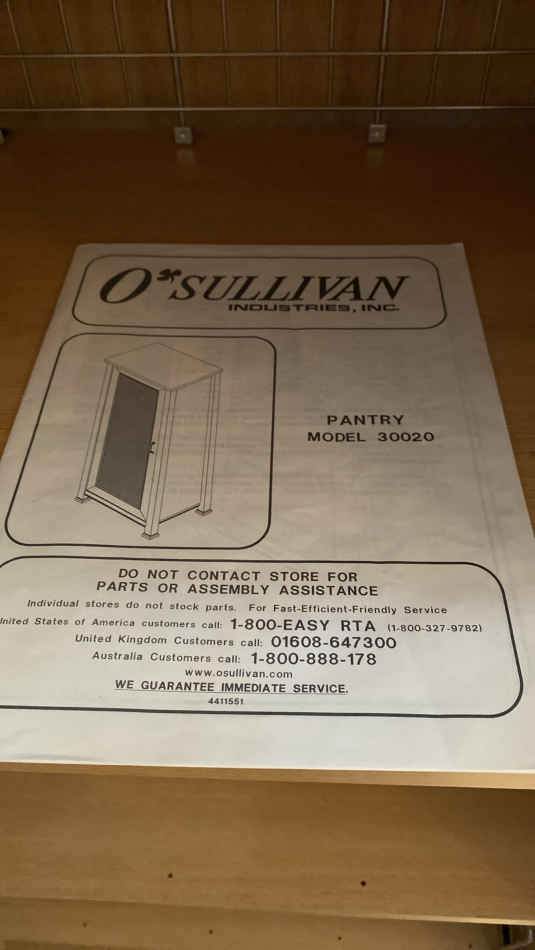 O'SULLIVAN
INDUSTRIES, INC.
PANTRY
MODEL 30020
DO NOT CONTACT STORE FOR
PARTS OR ASSEMBLY ASSISTANCE
Individual stores do not stock parts. For Fast-Efficient-Friendly Service
United States of America customers call: 1-800-EASY RTA (1-800-327-9782)
United Kingdom Customers call: 01608-647300
Australia Customers call: 1-800-888-178
www.osullivan.com
WE GUARANTEE IMMEDIATE SERVICE.
4411551